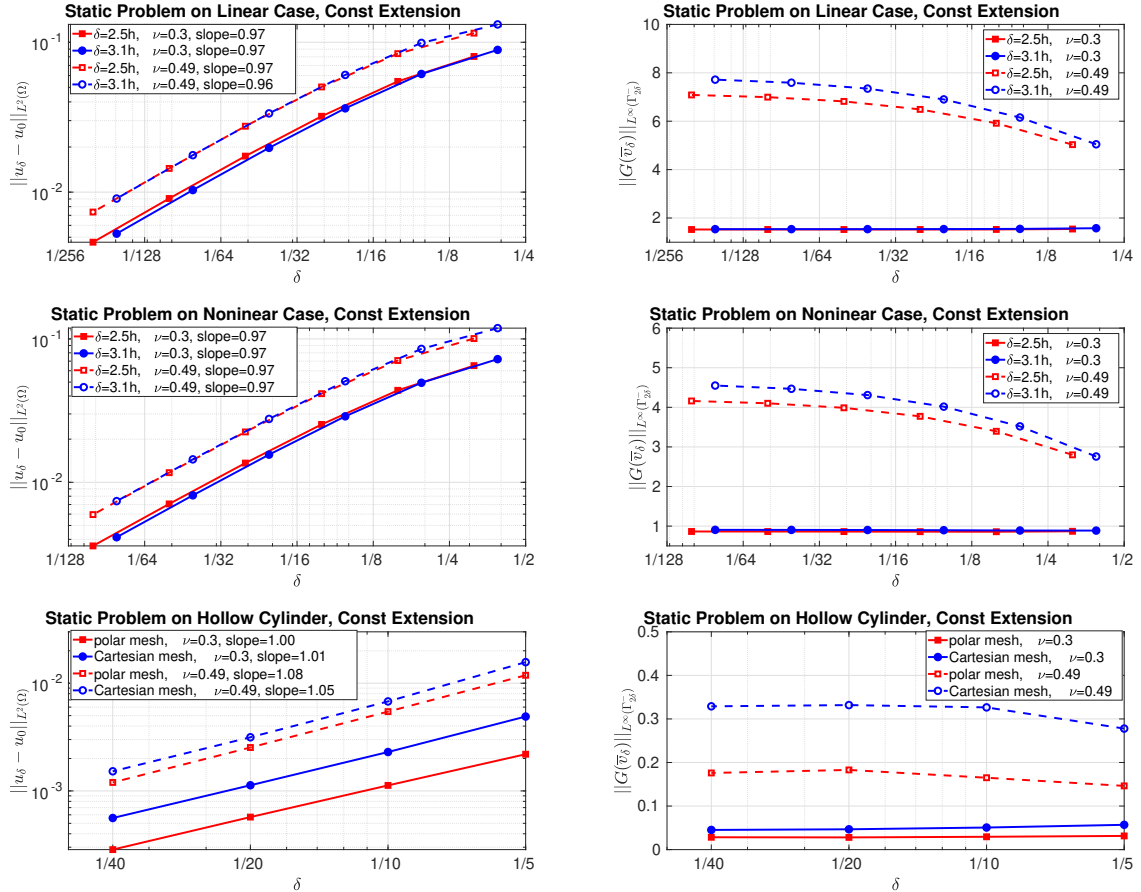 Static Problem on Linear Case, Const Extension
δ=2.5h, ν=0.3, slope=0.97
δ=3.1h, ν=0.3, slope=0.97
δ=2.5h, ν=0.49, slope=0.97
δ=3.1h, ν=0.49, slope=0.96
10^{-1}
10^{-2}
||u_δ − u_0||_{L^2(Ω)}
1/256 1/128 1/64 1/32 1/16 1/8 1/4
δ
Static Problem on Linear Case, Const Extension
δ=2.5h, ν=0.3
δ=3.1h, ν=0.3
δ=2.5h, ν=0.49
δ=3.1h, ν=0.49
10
8
6
4
2
||G(v̅_δ)||_{L^∞(Γ_{2δ}^-)}
1/256 1/128 1/64 1/32 1/16 1/8 1/4
δ
Static Problem on Noninear Case, Const Extension
δ=2.5h, ν=0.3, slope=0.97
δ=3.1h, ν=0.3, slope=0.97
δ=2.5h, ν=0.49, slope=0.97
δ=3.1h, ν=0.49, slope=0.97
10^{-1}
10^{-2}
||u_δ − u_0||_{L^2(Ω)}
1/128 1/64 1/32 1/16 1/8 1/4 1/2
δ
Static Problem on Noninear Case, Const Extension
δ=2.5h, ν=0.3
δ=3.1h, ν=0.3
δ=2.5h, ν=0.49
δ=3.1h, ν=0.49
6
5
4
3
2
1
||G(v̅_δ)||_{L^∞(Γ_{2δ}^-)}
1/128 1/64 1/32 1/16 1/8 1/4 1/2
δ
Static Problem on Hollow Cylinder, Const Extension
polar mesh, ν=0.3, slope=1.00
Cartesian mesh, ν=0.3, slope=1.01
polar mesh, ν=0.49, slope=1.08
Cartesian mesh, ν=0.49, slope=1.05
10^{-2}
10^{-3}
||u_δ − u_0||_{L^2(Ω)}
1/40 1/20 1/10 1/5
δ
Static Problem on Hollow Cylinder, Const Extension
polar mesh, ν=0.3
Cartesian mesh, ν=0.3
polar mesh, ν=0.49
Cartesian mesh, ν=0.49
0.5
0.4
0.3
0.2
0.1
0
||G(v̅_δ)||_{L^∞(Γ_{2δ}^-)}
1/40 1/20 1/10 1/5
δ